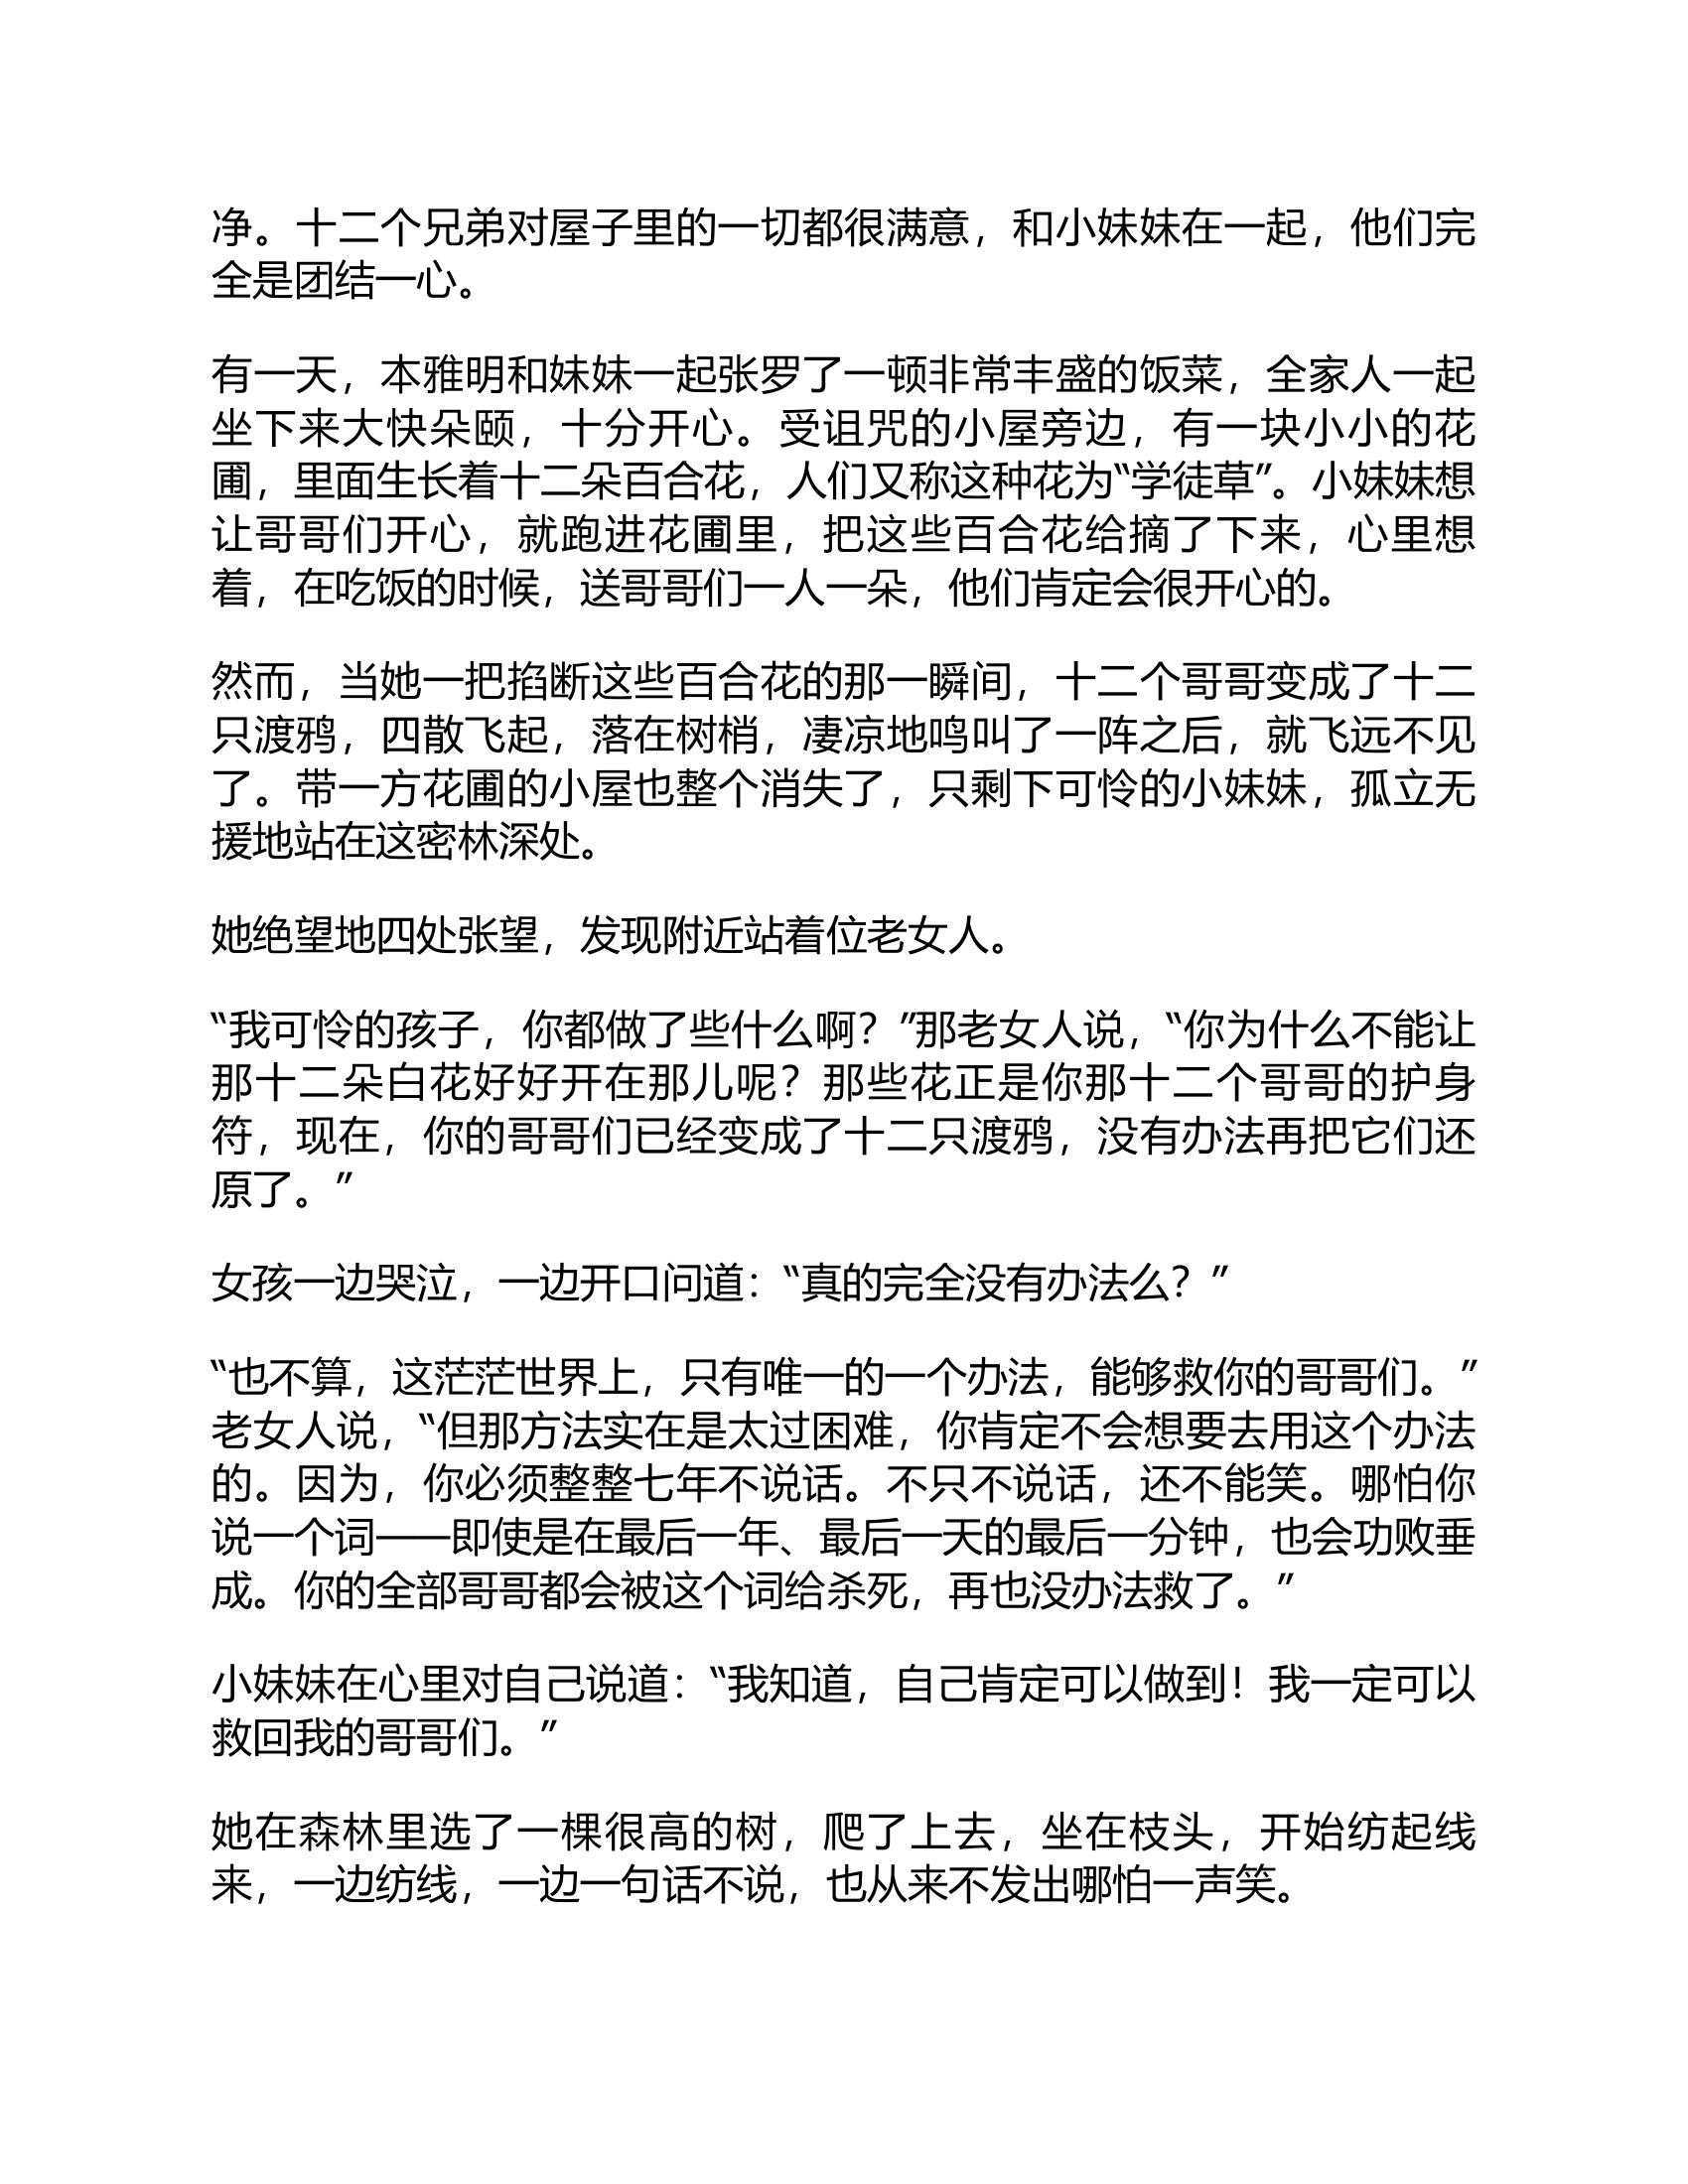 净。十二个兄弟对屋子里的一切都很满意，和小妹妹在一起，他们完
全是团结一心。
有一天，本雅明和妹妹一起张罗了一顿非常丰盛的饭菜，全家人一起
坐下来大快朵颐，十分开心。受诅咒的小屋旁边，有一块小小的花
圃，里面生长着十二朵百合花，人们又称这种花为“学徒草”。小妹妹想
让哥哥们开心，就跑进花圃里，把这些百合花给摘了下来，心里想
着，在吃饭的时候，送哥哥们一人一朵，他们肯定会很开心的。
然而，当她一把掐断这些百合花的那一瞬间，十二个哥哥变成了十二
只渡鸦，四散飞起，落在树梢，凄凉地鸣叫了一阵之后，就飞远不见
了。带一方花圃的小屋也整个消失了，只剩下可怜的小妹妹，孤立无
援地站在这密林深处。
她绝望地四处张望，发现附近站着位老女人。
“我可怜的孩子，你都做了些什么啊？”那老女人说，“你为什么不能让
那十二朵白花好好开在那儿呢？那些花正是你那十二个哥哥的护身
符，现在，你的哥哥们已经变成了十二只渡鸦，没有办法再把它们还
原了。”
女孩一边哭泣，一边开口问道：“真的完全没有办法么？”
“也不算，这茫茫世界上，只有唯一的一个办法，能够救你的哥哥们。”
老女人说，“但那方法实在是太过困难，你肯定不会想要去用这个办法
的。因为，你必须整整七年不说话。不只不说话，还不能笑。哪怕你
说一个词——即使是在最后一年、最后一天的最后一分钟，也会功败垂
成。你的全部哥哥都会被这个词给杀死，再也没办法救了。”
小妹妹在心里对自己说道：“我知道，自己肯定可以做到！我一定可以
救回我的哥哥们。”
她在森林里选了一棵很高的树，爬了上去，坐在枝头，开始纺起线
来，一边纺线，一边一句话不说，也从来不发出哪怕一声笑。